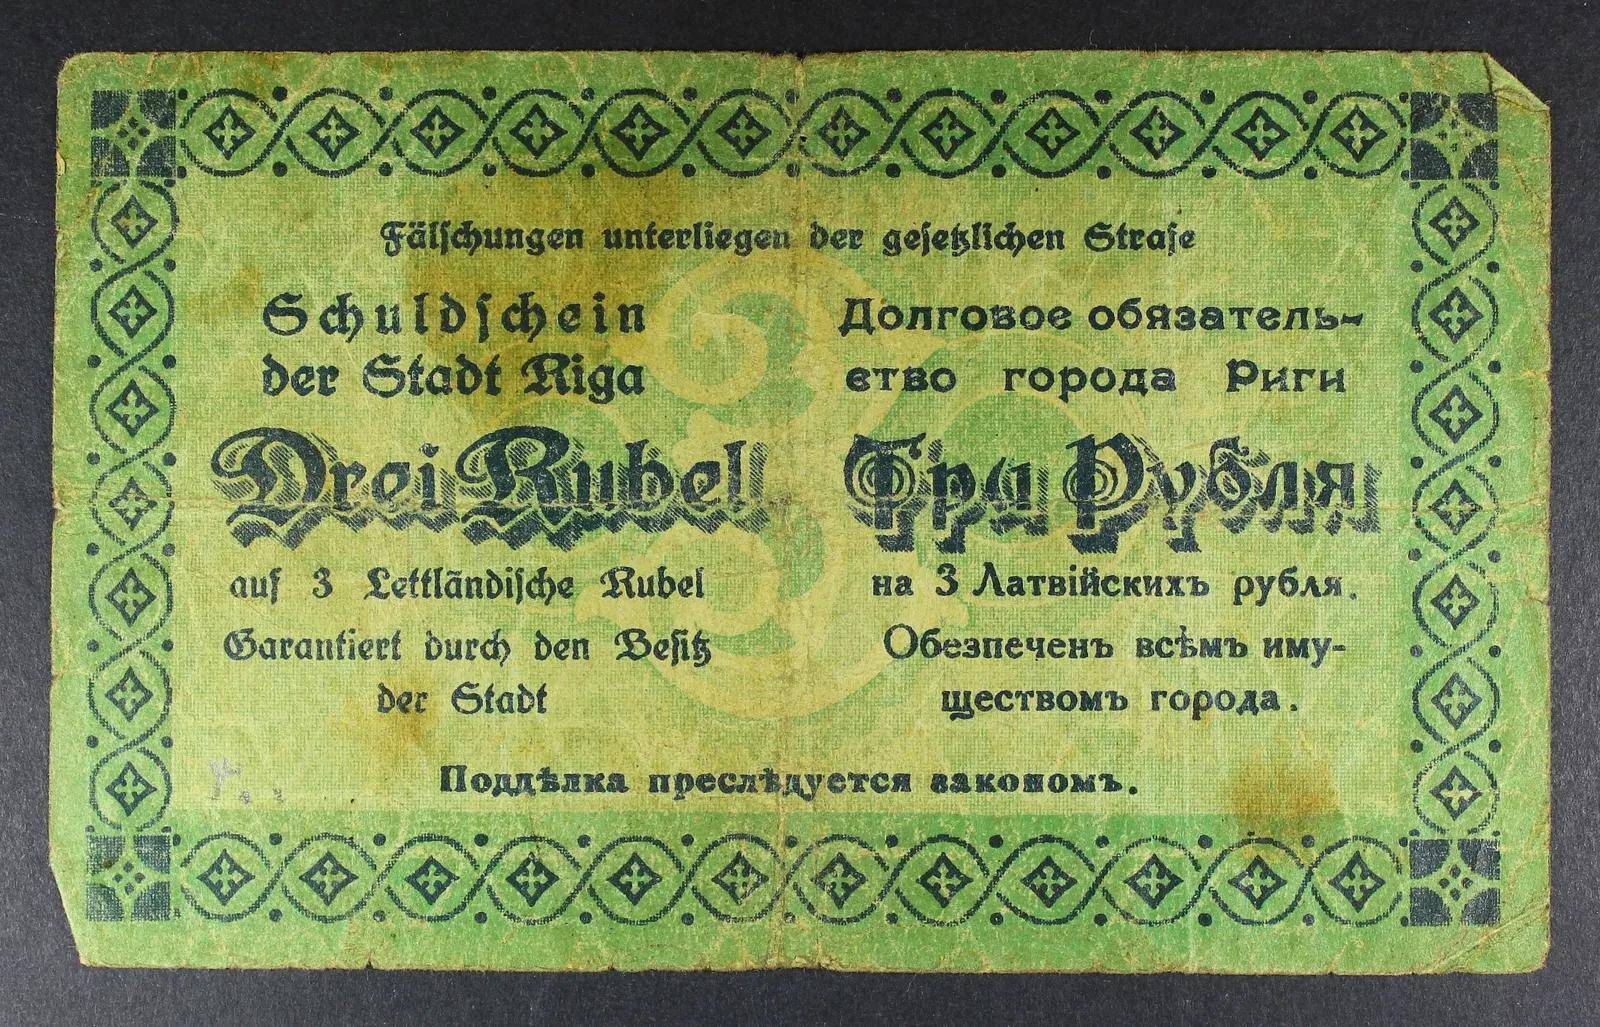 Fälschungen unterliegen der gesetzlichen Strafe
Schuldschein
der Stadt Riga
Drei Rubel
auf 3 Lettländische Rubel
Garantiert durch den Besitz
der Stadt
Долговое обязатель-
ство города Риги
Три Рубля
на 3 Латвійскихъ рубля.
Обезпеченъ всѣмъ иму-
ществомъ города.
Поддѣлка преслѣдуется закономъ.